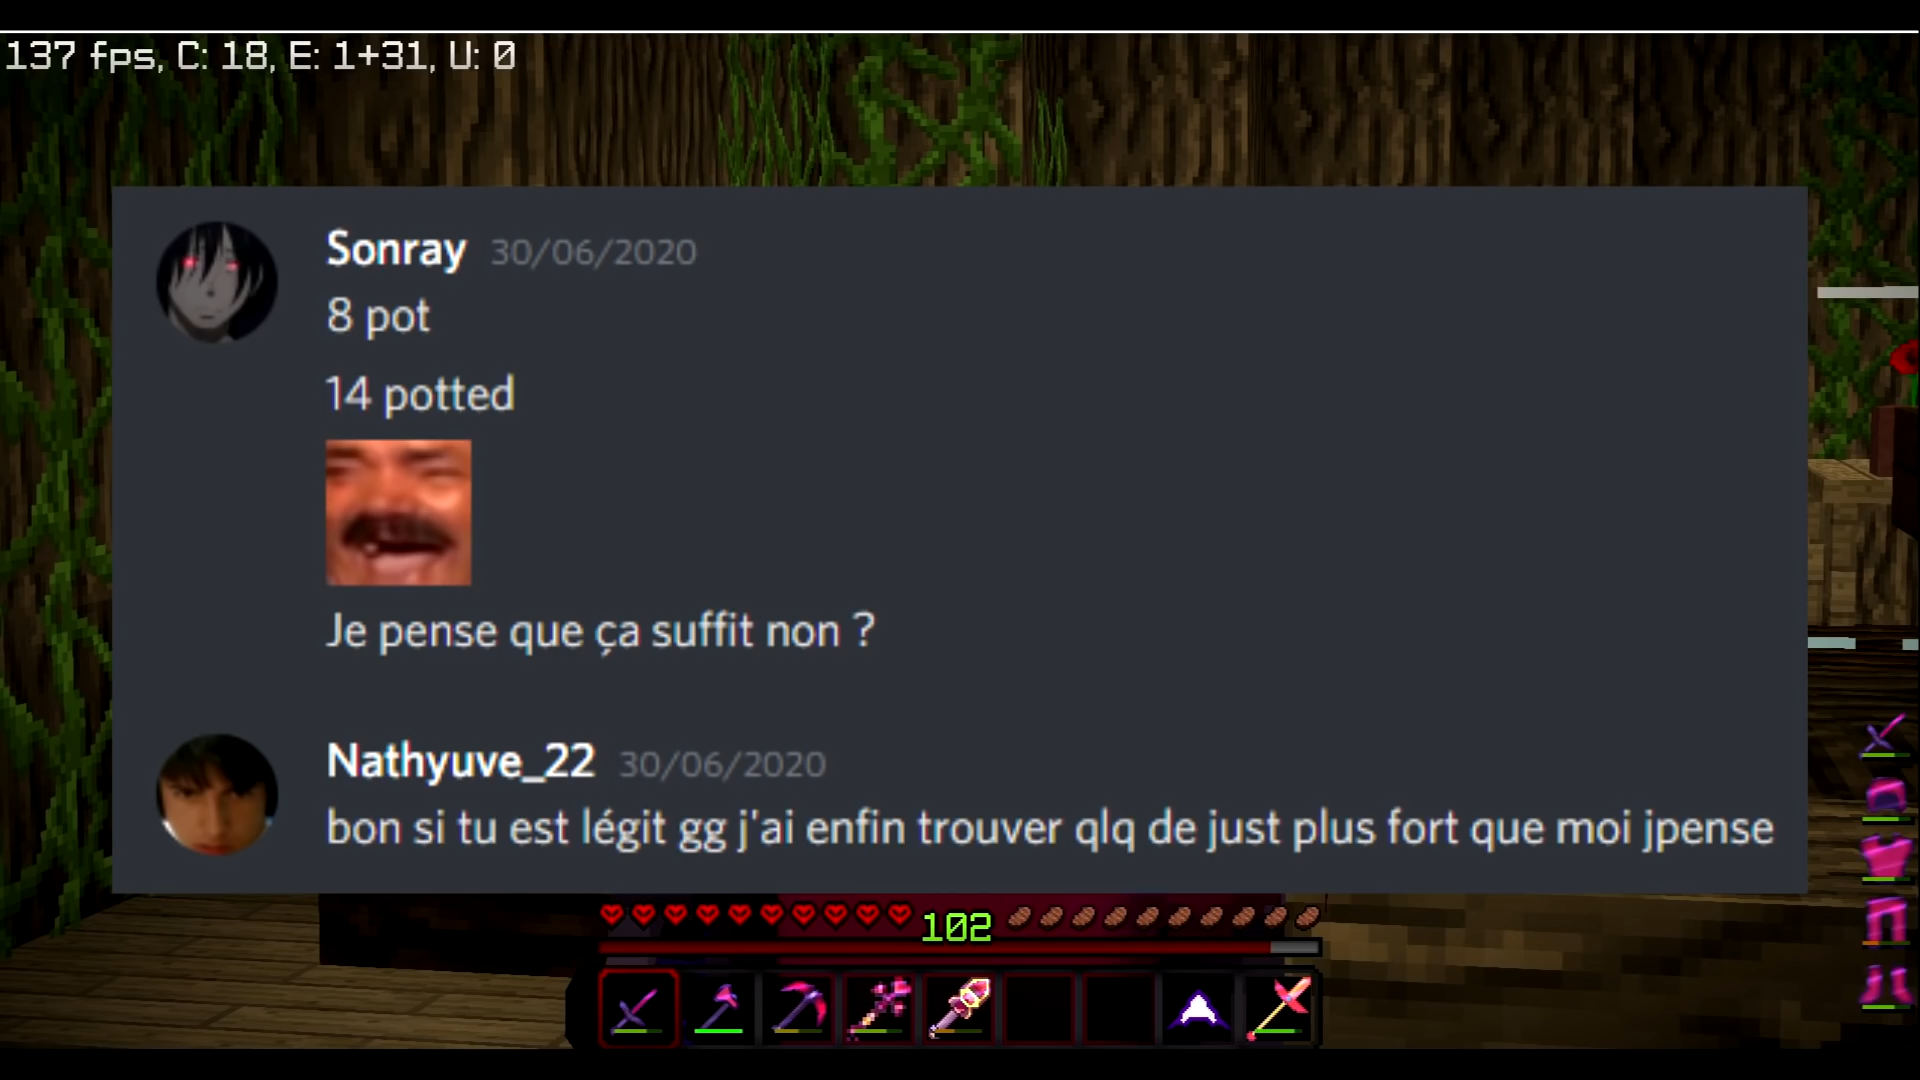 137 fps, C: 18, E: 1+31, U: 0
Sonray 30/06/2020
8 pot
14 potted
Je pense que ça suffit non ?
Nathyuve_22 30/06/2020
bon si tu est légit gg j'ai enfin trouver qlq de just plus fort que moi jpense
102